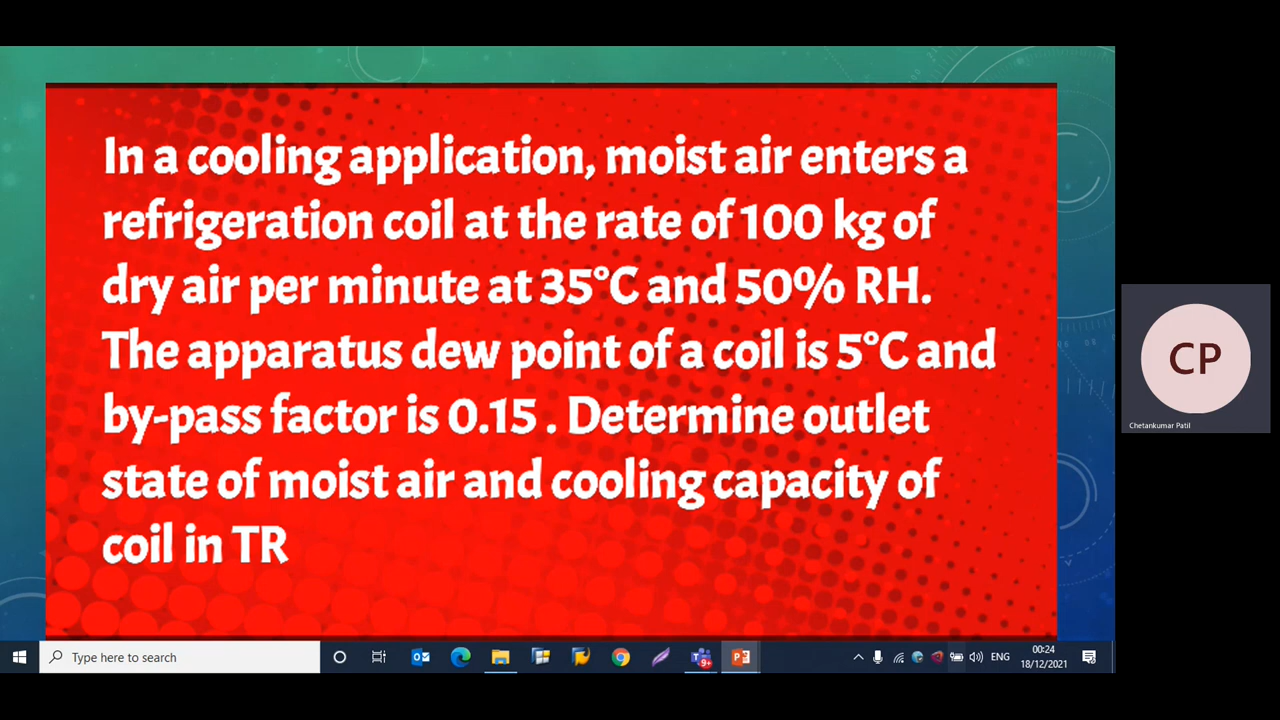 In a cooling application, moist air enters a
refrigeration coil at the rate of 100 kg of
dry air per minute at 35°C and 50% RH.
The apparatus dew point of a coil is 5°C and
by-pass factor is 0.15 . Determine outlet
state of moist air and cooling capacity of
coil in TR
CP
Chetankumar Patil
Type here to search
9+
ENG
00:24
18/12/2021